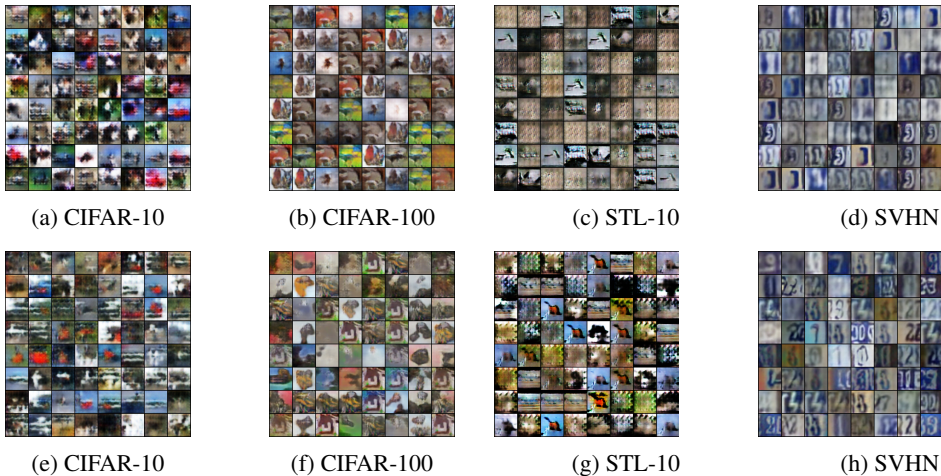 (a) CIFAR-10 (b) CIFAR-100 (c) STL-10 (d) SVHN
(e) CIFAR-10 (f) CIFAR-100 (g) STL-10 (h) SVHN